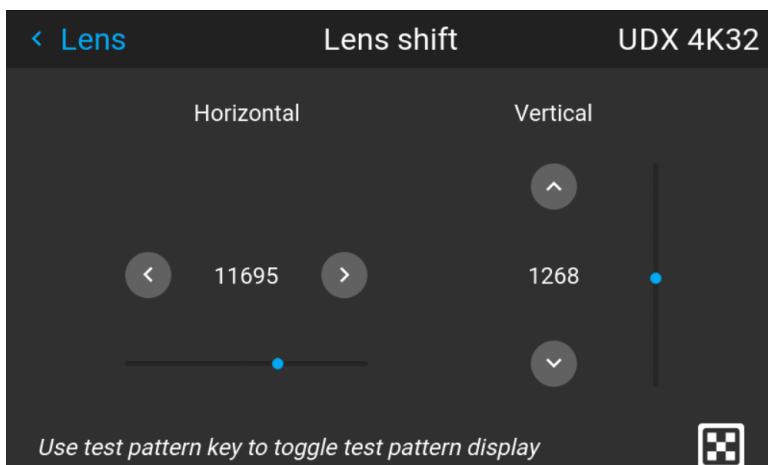 Lens
Lens shift
UDX 4K32
Horizontal
Vertical
11695
1268
Use test pattern key to toggle test pattern display